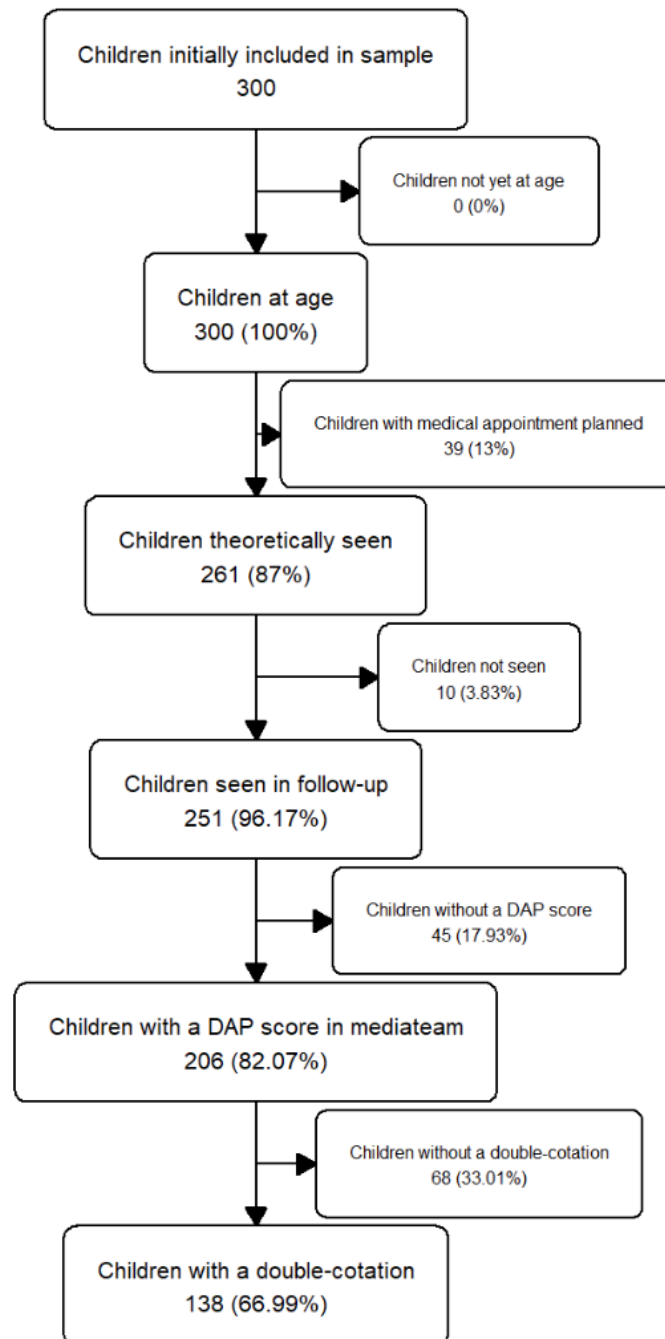 Children initially included in sample
300
Children not yet at age
0 (0%)
Children at age
300 (100%)
Children with medical appointment planned
39 (13%)
Children theoretically seen
261 (87%)
Children not seen
10 (3.83%)
Children seen in follow-up
251 (96.17%)
Children without a DAP score
45 (17.93%)
Children with a DAP score in mediateam
206 (82.07%)
Children without a double-cotation
68 (33.01%)
Children with a double-cotation
138 (66.99%)